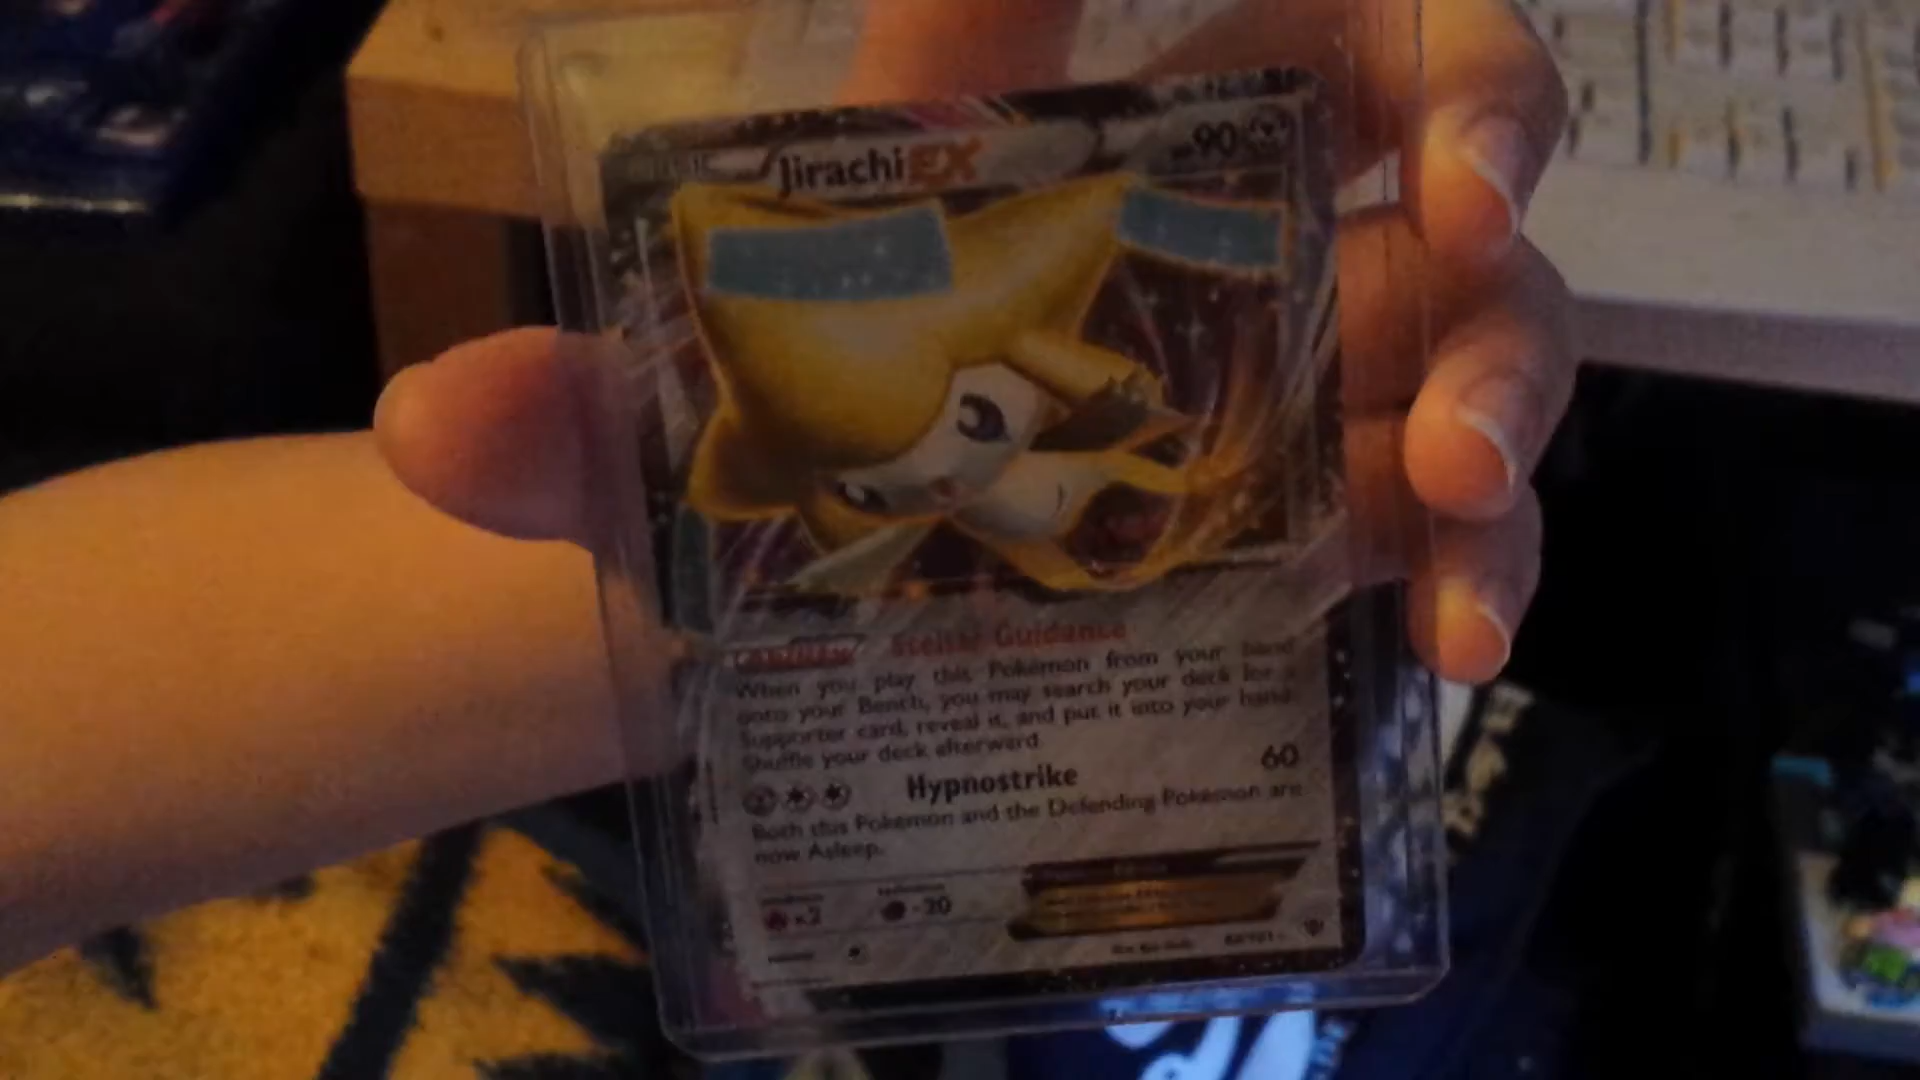 JirachiEX
90
Stellar Guidance
When you play this Pokémon from your hand
onto your Bench, you may search your deck for a
Supporter card, reveal it, and put it into your hand.
Shuffle your deck afterward.
Hypnostrike 60
Both this Pokémon and the Defending Pokémon are
now Asleep.
×2 -20